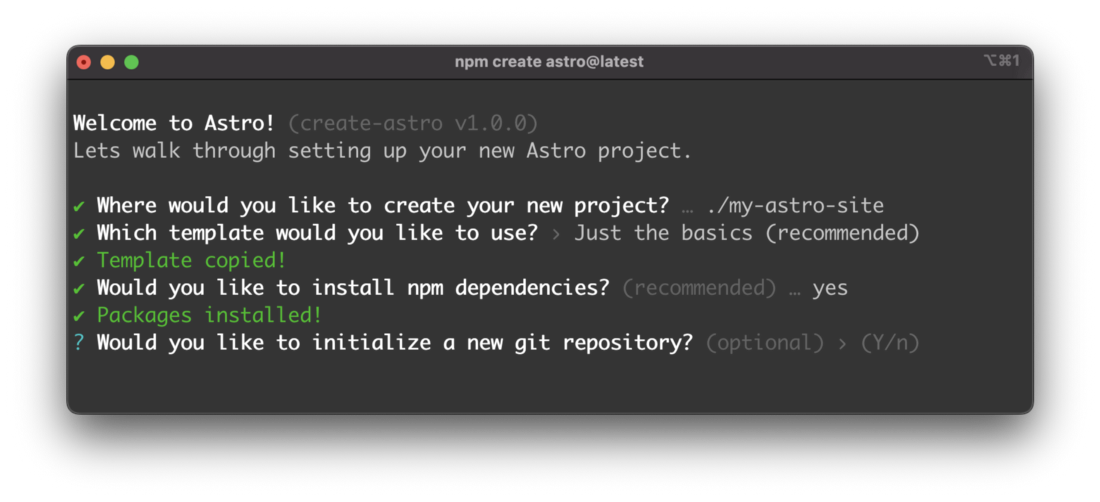 npm create astro@latest
⌥⌘1
Welcome to Astro! (create-astro v1.0.0)
Lets walk through setting up your new Astro project.
✔ Where would you like to create your new project? … ./my-astro-site
✔ Which template would you like to use? › Just the basics (recommended)
✔ Template copied!
✔ Would you like to install npm dependencies? (recommended) … yes
✔ Packages installed!
? Would you like to initialize a new git repository? (optional) › (Y/n)